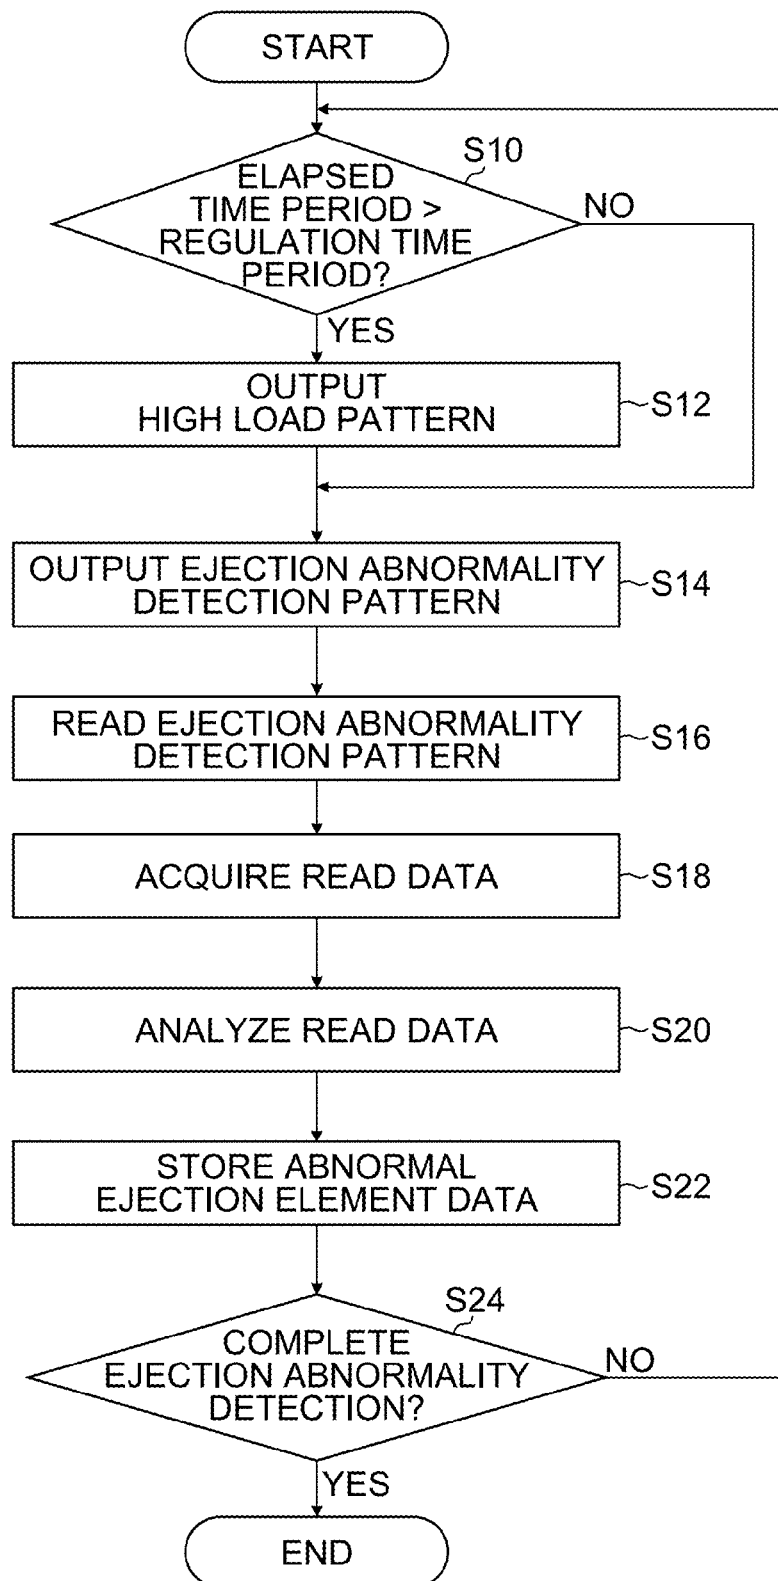 START
S10
ELAPSED
TIME PERIOD >
REGULATION TIME
PERIOD?
NO
YES
OUTPUT
HIGH LOAD PATTERN
S12
OUTPUT EJECTION ABNORMALITY
DETECTION PATTERN
S14
READ EJECTION ABNORMALITY
DETECTION PATTERN
S16
ACQUIRE READ DATA
S18
ANALYZE READ DATA
S20
STORE ABNORMAL
EJECTION ELEMENT DATA
S22
S24
COMPLETE
EJECTION ABNORMALITY
DETECTION?
NO
YES
END